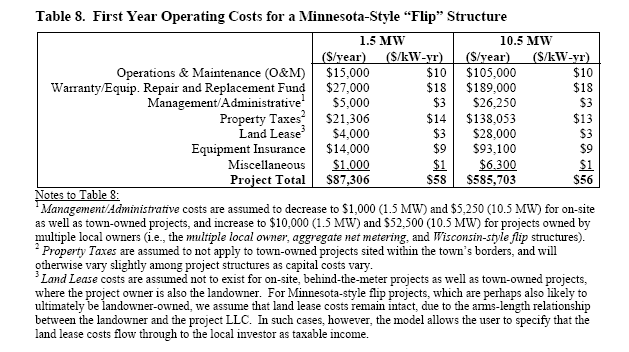 Table 8. First Year Operating Costs for a Minnesota-Style “Flip” Structure
1.5 MW 10.5 MW
($/year) ($/kW-yr) ($/year) ($/kW-yr)
Operations & Maintenance (O&M) $15,000 $10 $105,000 $10
Warranty/Equip. Repair and Replacement Fund $27,000 $18 $189,000 $18
Management/Administrative1 $5,000 $3 $26,250 $3
Property Taxes2 $21,306 $14 $138,053 $13
Land Lease3 $4,000 $3 $28,000 $3
Equipment Insurance $14,000 $9 $93,100 $9
Miscellaneous $1,000 $1 $6,300 $1
Project Total $87,306 $58 $585,703 $56
Notes to Table 8:
1 Management/Administrative costs are assumed to decrease to $1,000 (1.5 MW) and $5,250 (10.5 MW) for on-site
as well as town-owned projects, and increase to $10,000 (1.5 MW) and $52,500 (10.5 MW) for projects owned by
multiple local owners (i.e., the multiple local owner, aggregate net metering, and Wisconsin-style flip structures).
2 Property Taxes are assumed to not apply to town-owned projects sited within the town’s borders, and will
otherwise vary slightly among project structures as capital costs vary.
3 Land Lease costs are assumed not to exist for on-site, behind-the-meter projects as well as town-owned projects,
where the project owner is also the landowner. For Minnesota-style flip projects, which are perhaps also likely to
ultimately be landowner-owned, we assume that land lease costs remain intact, due to the arms-length relationship
between the landowner and the project LLC. In such cases, however, the model allows the user to specify that the
land lease costs flow through to the local investor as taxable income.